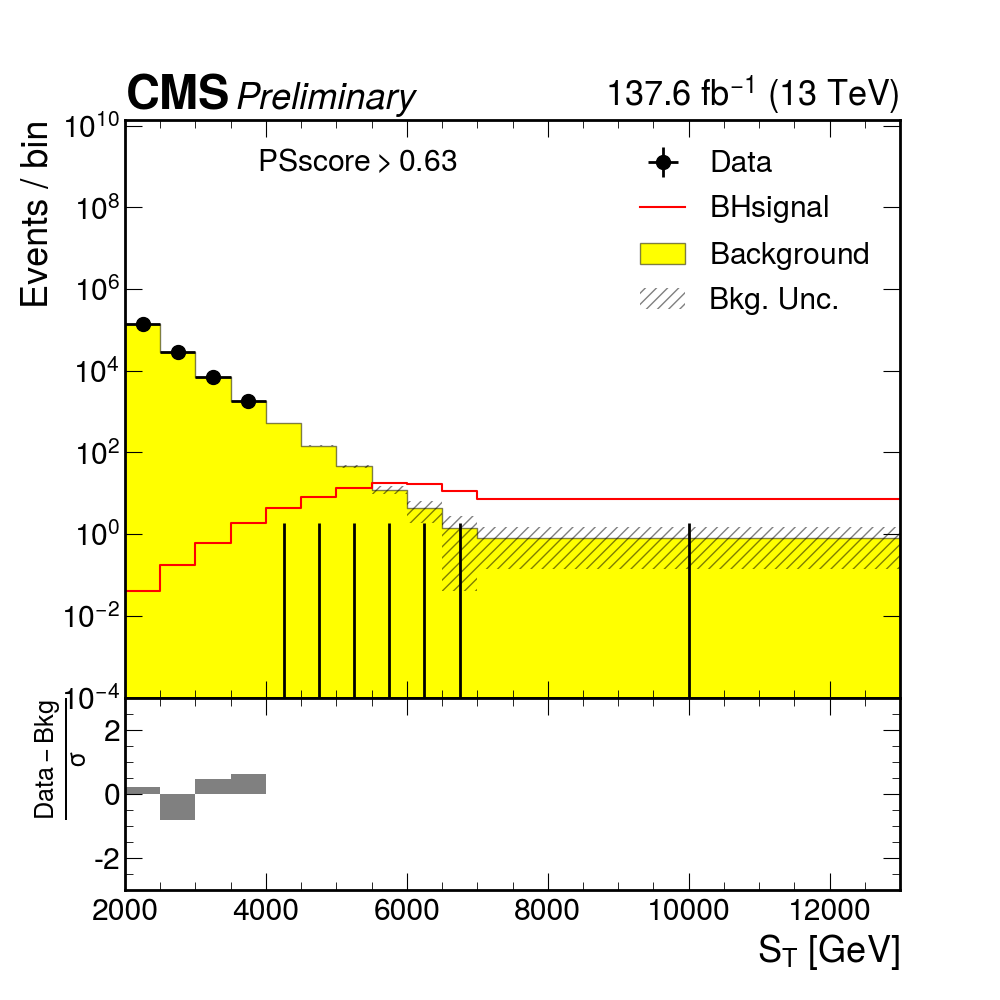 CMS Preliminary 137.6 fb⁻¹ (13 TeV)
Events / bin
10¹⁰
10⁸
10⁶
10⁴
10²
10⁰
10⁻²
10⁻⁴
PSscore > 0.63
Data
BHsignal
Background
Bkg. Unc.
Data – Bkg
σ
2
0
-2
2000 4000 6000 8000 10000 12000
S_T [GeV]